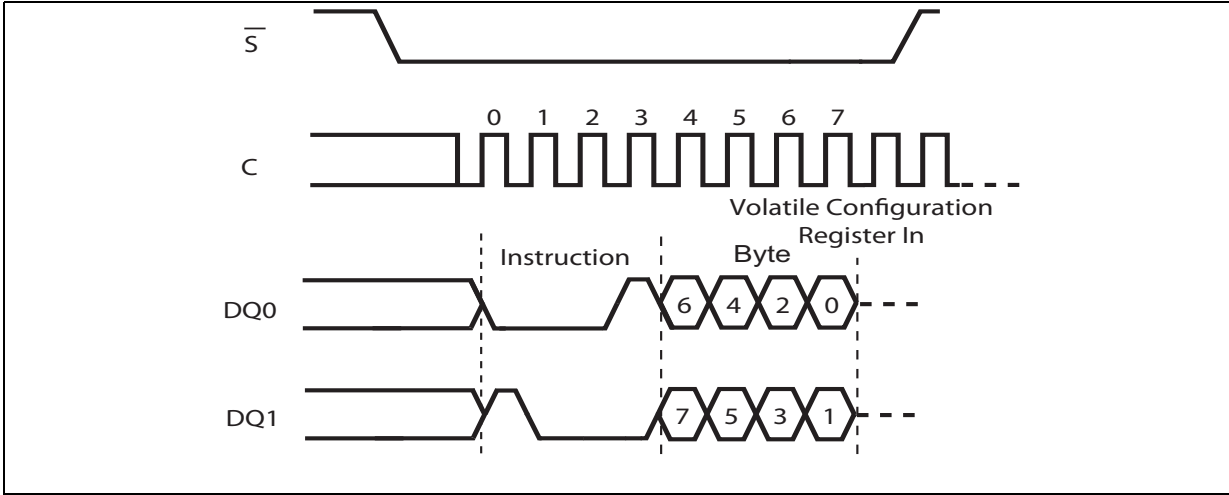 S
0 1 2 3 4 5 6 7
C
Volatile Configuration
Register In
Instruction
Byte
DQ0
6 4 2 0
DQ1
7 5 3 1